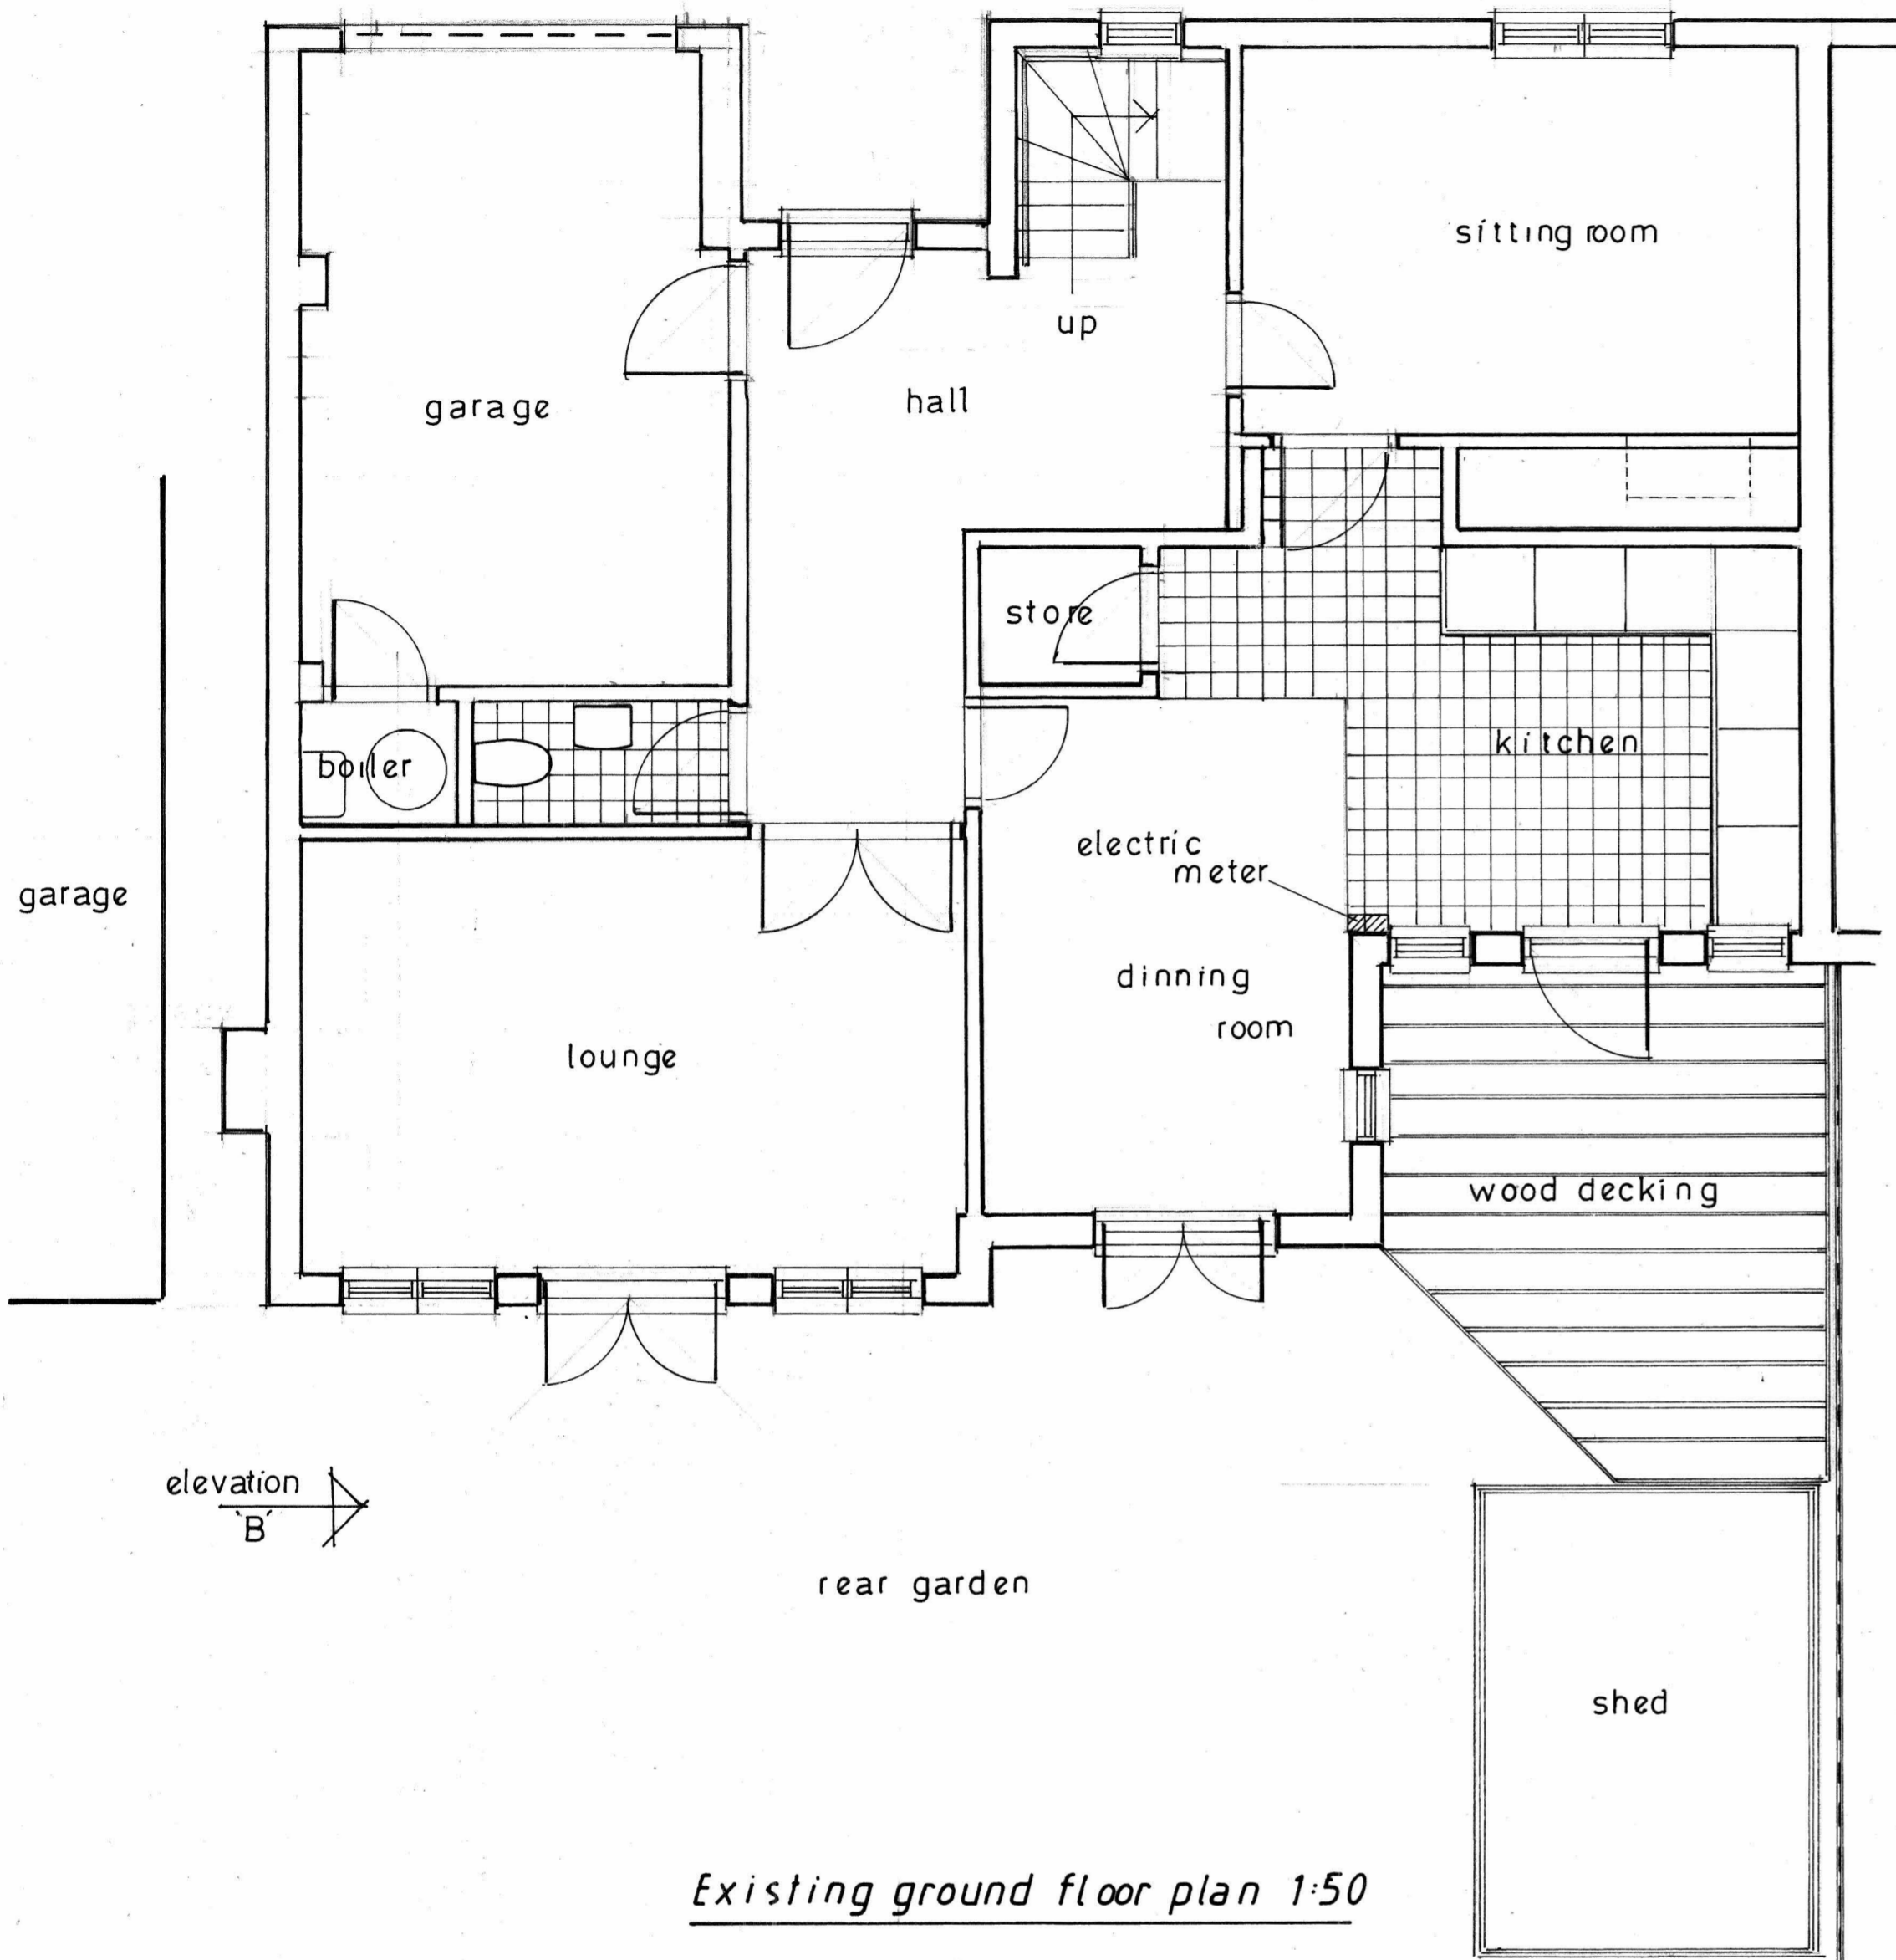 sitting room
up
hall
garage
store
kitchen
boiler
electric
meter
garage
dinning
room
lounge
wood decking
elevation
'B'
rear garden
shed
Existing ground floor plan 1:50